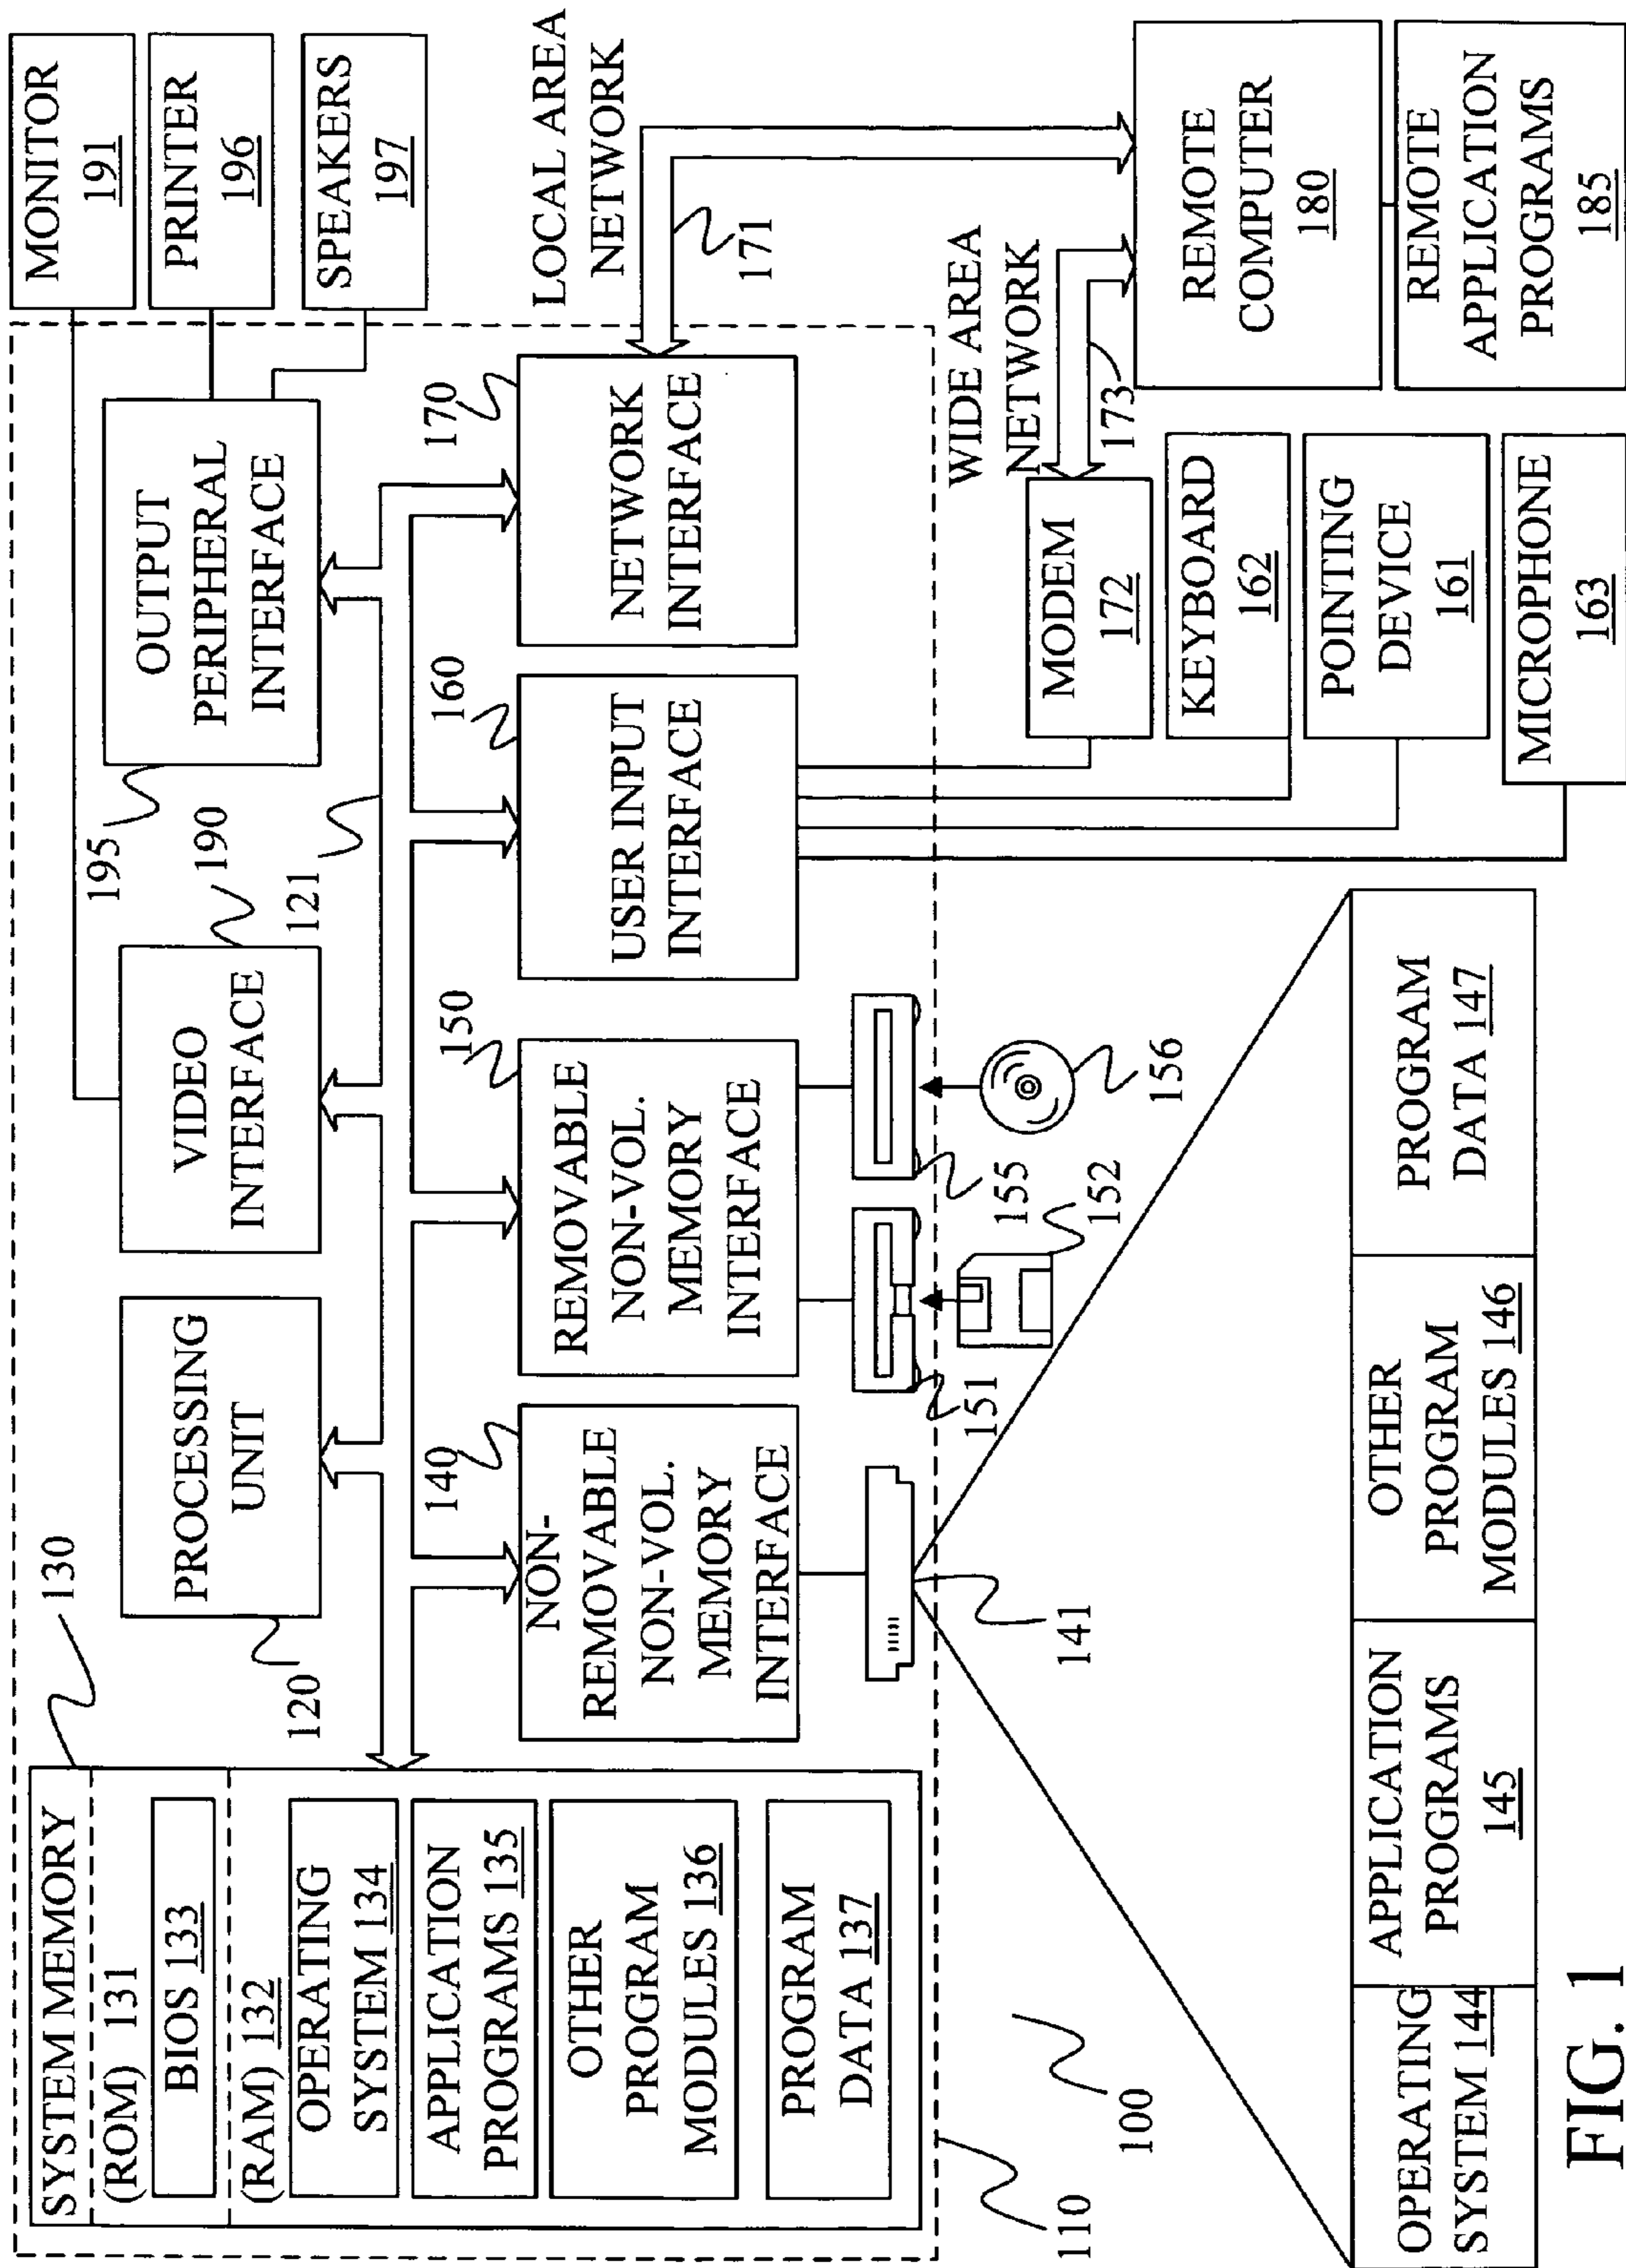 SYSTEM MEMORY
(ROM) 131
BIOS 133
(RAM) 132
OPERATING
SYSTEM 134
APPLICATION
PROGRAMS 135
OTHER
PROGRAM
MODULES 136
PROGRAM
DATA 137
130
120
PROCESSING
UNIT
VIDEO
INTERFACE
190
121
195
OUTPUT
PERIPHERAL
INTERFACE
MONITOR
191
PRINTER
196
SPEAKERS
197
140
NON-
REMOVABLE
NON-VOL.
MEMORY
INTERFACE
150
REMOVABLE
NON-VOL.
MEMORY
INTERFACE
160
USER INPUT
INTERFACE
170
NETWORK
INTERFACE
LOCAL AREA
NETWORK
171
WIDE AREA
NETWORK
173
141
151
152
155
156
MODEM
172
KEYBOARD
162
POINTING
DEVICE
161
MICROPHONE
163
REMOTE
COMPUTER
180
REMOTE
APPLICATION
PROGRAMS
185
110
100
OPERATING
SYSTEM 144
APPLICATION
PROGRAMS
145
OTHER
PROGRAM
MODULES 146
PROGRAM
DATA 147
FIG. 1